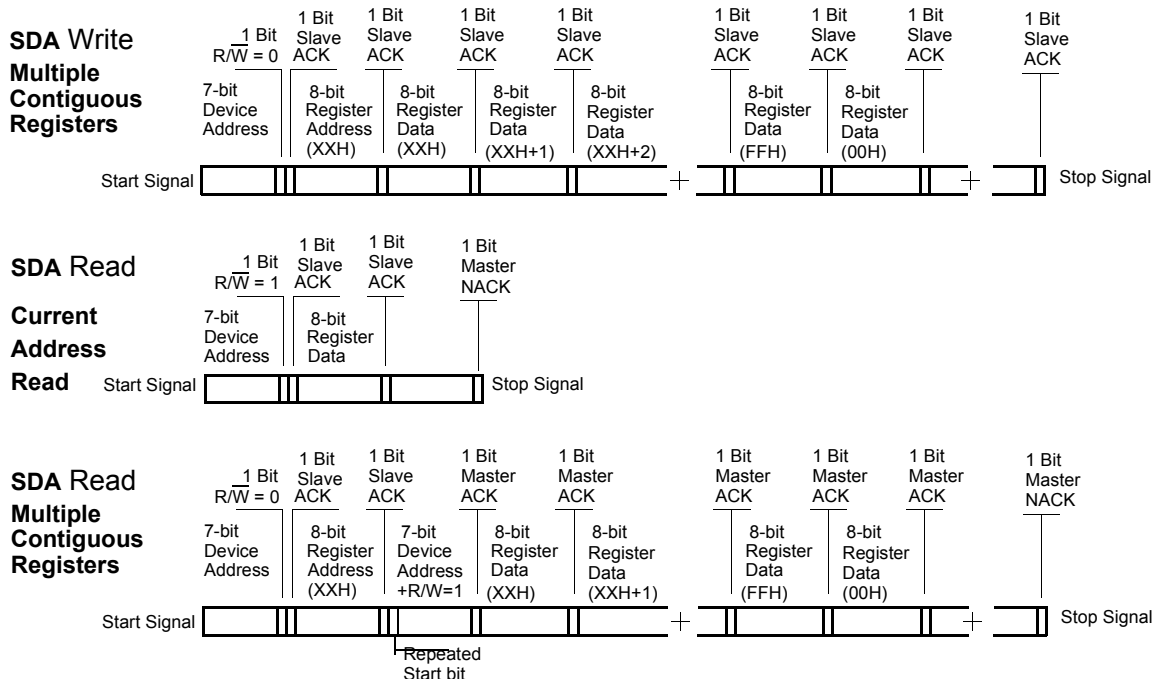 SDA Write
Multiple
Contiguous
Registers
1 Bit
R/W = 0
1 Bit
Slave
ACK
1 Bit
Slave
ACK
1 Bit
Slave
ACK
1 Bit
Slave
ACK
1 Bit
Slave
ACK
1 Bit
Slave
ACK
1 Bit
Slave
ACK
1 Bit
Slave
ACK
7-bit
Device
Address
8-bit
Register
Address
(XXH)
8-bit
Register
Data
(XXH)
8-bit
Register
Data
(XXH+1)
8-bit
Register
Data
(XXH+2)
8-bit
Register
Data
(FFH)
8-bit
Register
Data
(00H)
Start Signal
Stop Signal
SDA Read
Current
Address
Read
1 Bit
R/W = 1
1 Bit
Slave
ACK
1 Bit
Slave
ACK
1 Bit
Master
NACK
7-bit
Device
Address
8-bit
Register
Data
Start Signal
Stop Signal
SDA Read
Multiple
Contiguous
Registers
1 Bit
R/W = 0
1 Bit
Slave
ACK
1 Bit
Slave
ACK
1 Bit
Master
ACK
1 Bit
Master
ACK
1 Bit
Master
ACK
1 Bit
Master
ACK
1 Bit
Master
ACK
1 Bit
Master
NACK
7-bit
Device
Address
8-bit
Register
Address
(XXH)
7-bit
Device
Address
+R/W=1
8-bit
Register
Data
(XXH)
8-bit
Register
Data
(XXH+1)
8-bit
Register
Data
(FFH)
8-bit
Register
Data
(00H)
Start Signal
Stop Signal
Repeated
Start bit